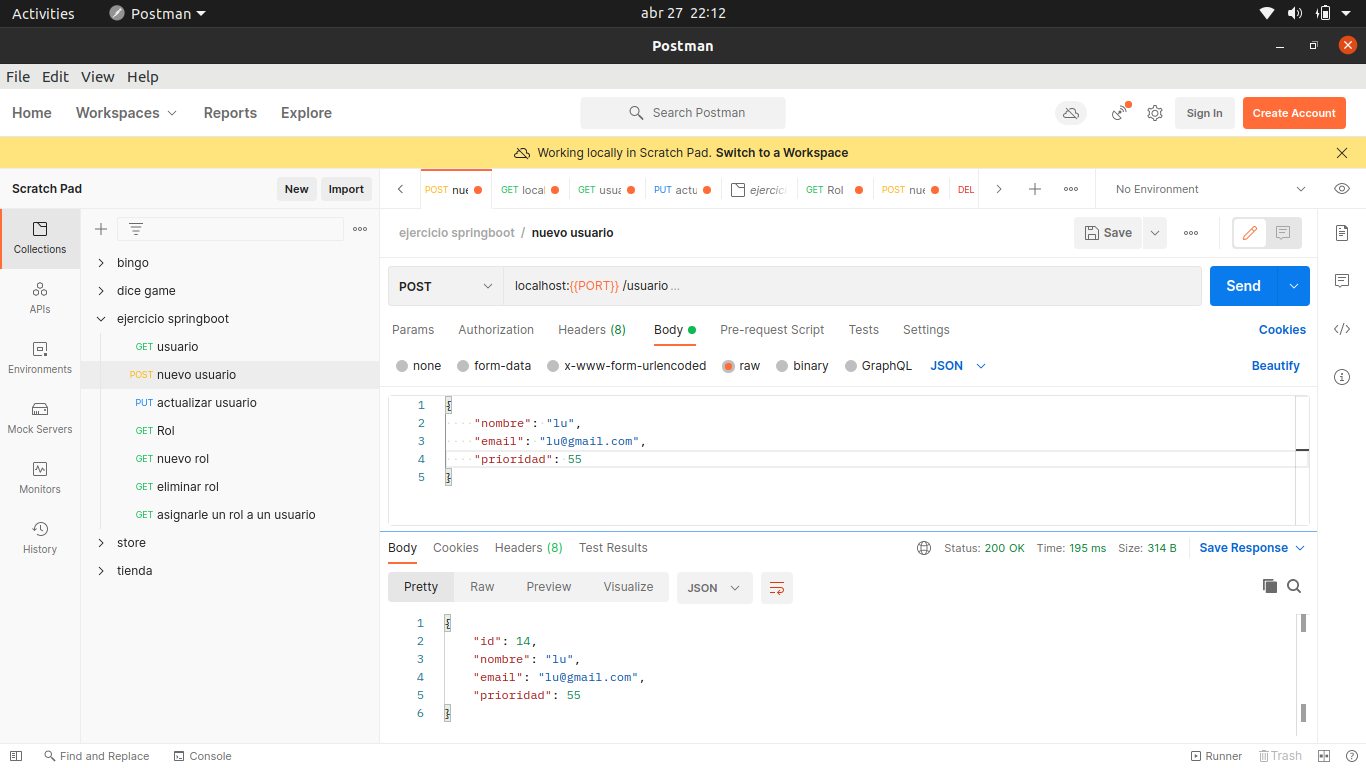 Activities Postman abr 27 22:12
Postman
File Edit View Help
Home Workspaces Reports Explore Search Postman Sign In Create Account
Working locally in Scratch Pad. Switch to a Workspace
Scratch Pad New Import
POST nue GET local GET usua PUT actu ejercic GET Rol POST nue DEL No Environment
Collections
APIs
Environments
Mock Servers
Monitors
History
bingo
dice game
ejercicio springboot
GET usuario
POST nuevo usuario
PUT actualizar usuario
GET Rol
GET nuevo rol
GET eliminar rol
GET asignarle un rol a un usuario
store
tienda
ejercicio springboot / nuevo usuario Save
POST localhost:{{PORT}} /usuario ... Send
Params Authorization Headers (8) Body Pre-request Script Tests Settings Cookies
none form-data x-www-form-urlencoded raw binary GraphQL JSON Beautify
1 {
2 "nombre": "lu",
3 "email": "lu@gmail.com",
4 "prioridad": 55
5 }
Body Cookies Headers (8) Test Results Status: 200 OK Time: 195 ms Size: 314 B Save Response
Pretty Raw Preview Visualize JSON
1 {
2 "id": 14,
3 "nombre": "lu",
4 "email": "lu@gmail.com",
5 "prioridad": 55
6 }
Find and Replace Console Runner Trash